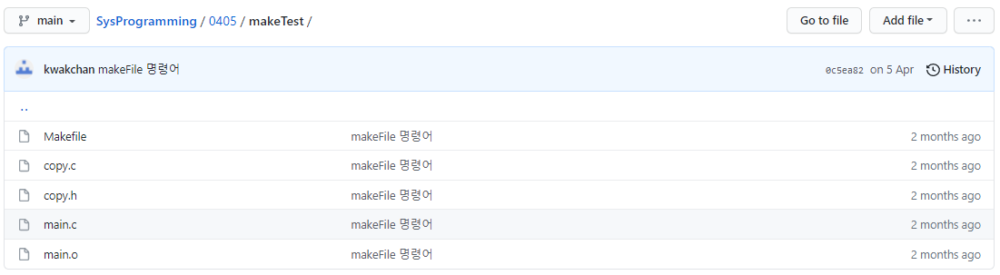 main SysProgramming / 0405 / makeTest / Go to file Add file ...
kwakchan makeFile 명령어 0c5ea82 on 5 Apr History
..
Makefile makeFile 명령어 2 months ago
copy.c makeFile 명령어 2 months ago
copy.h makeFile 명령어 2 months ago
main.c makeFile 명령어 2 months ago
main.o makeFile 명령어 2 months ago